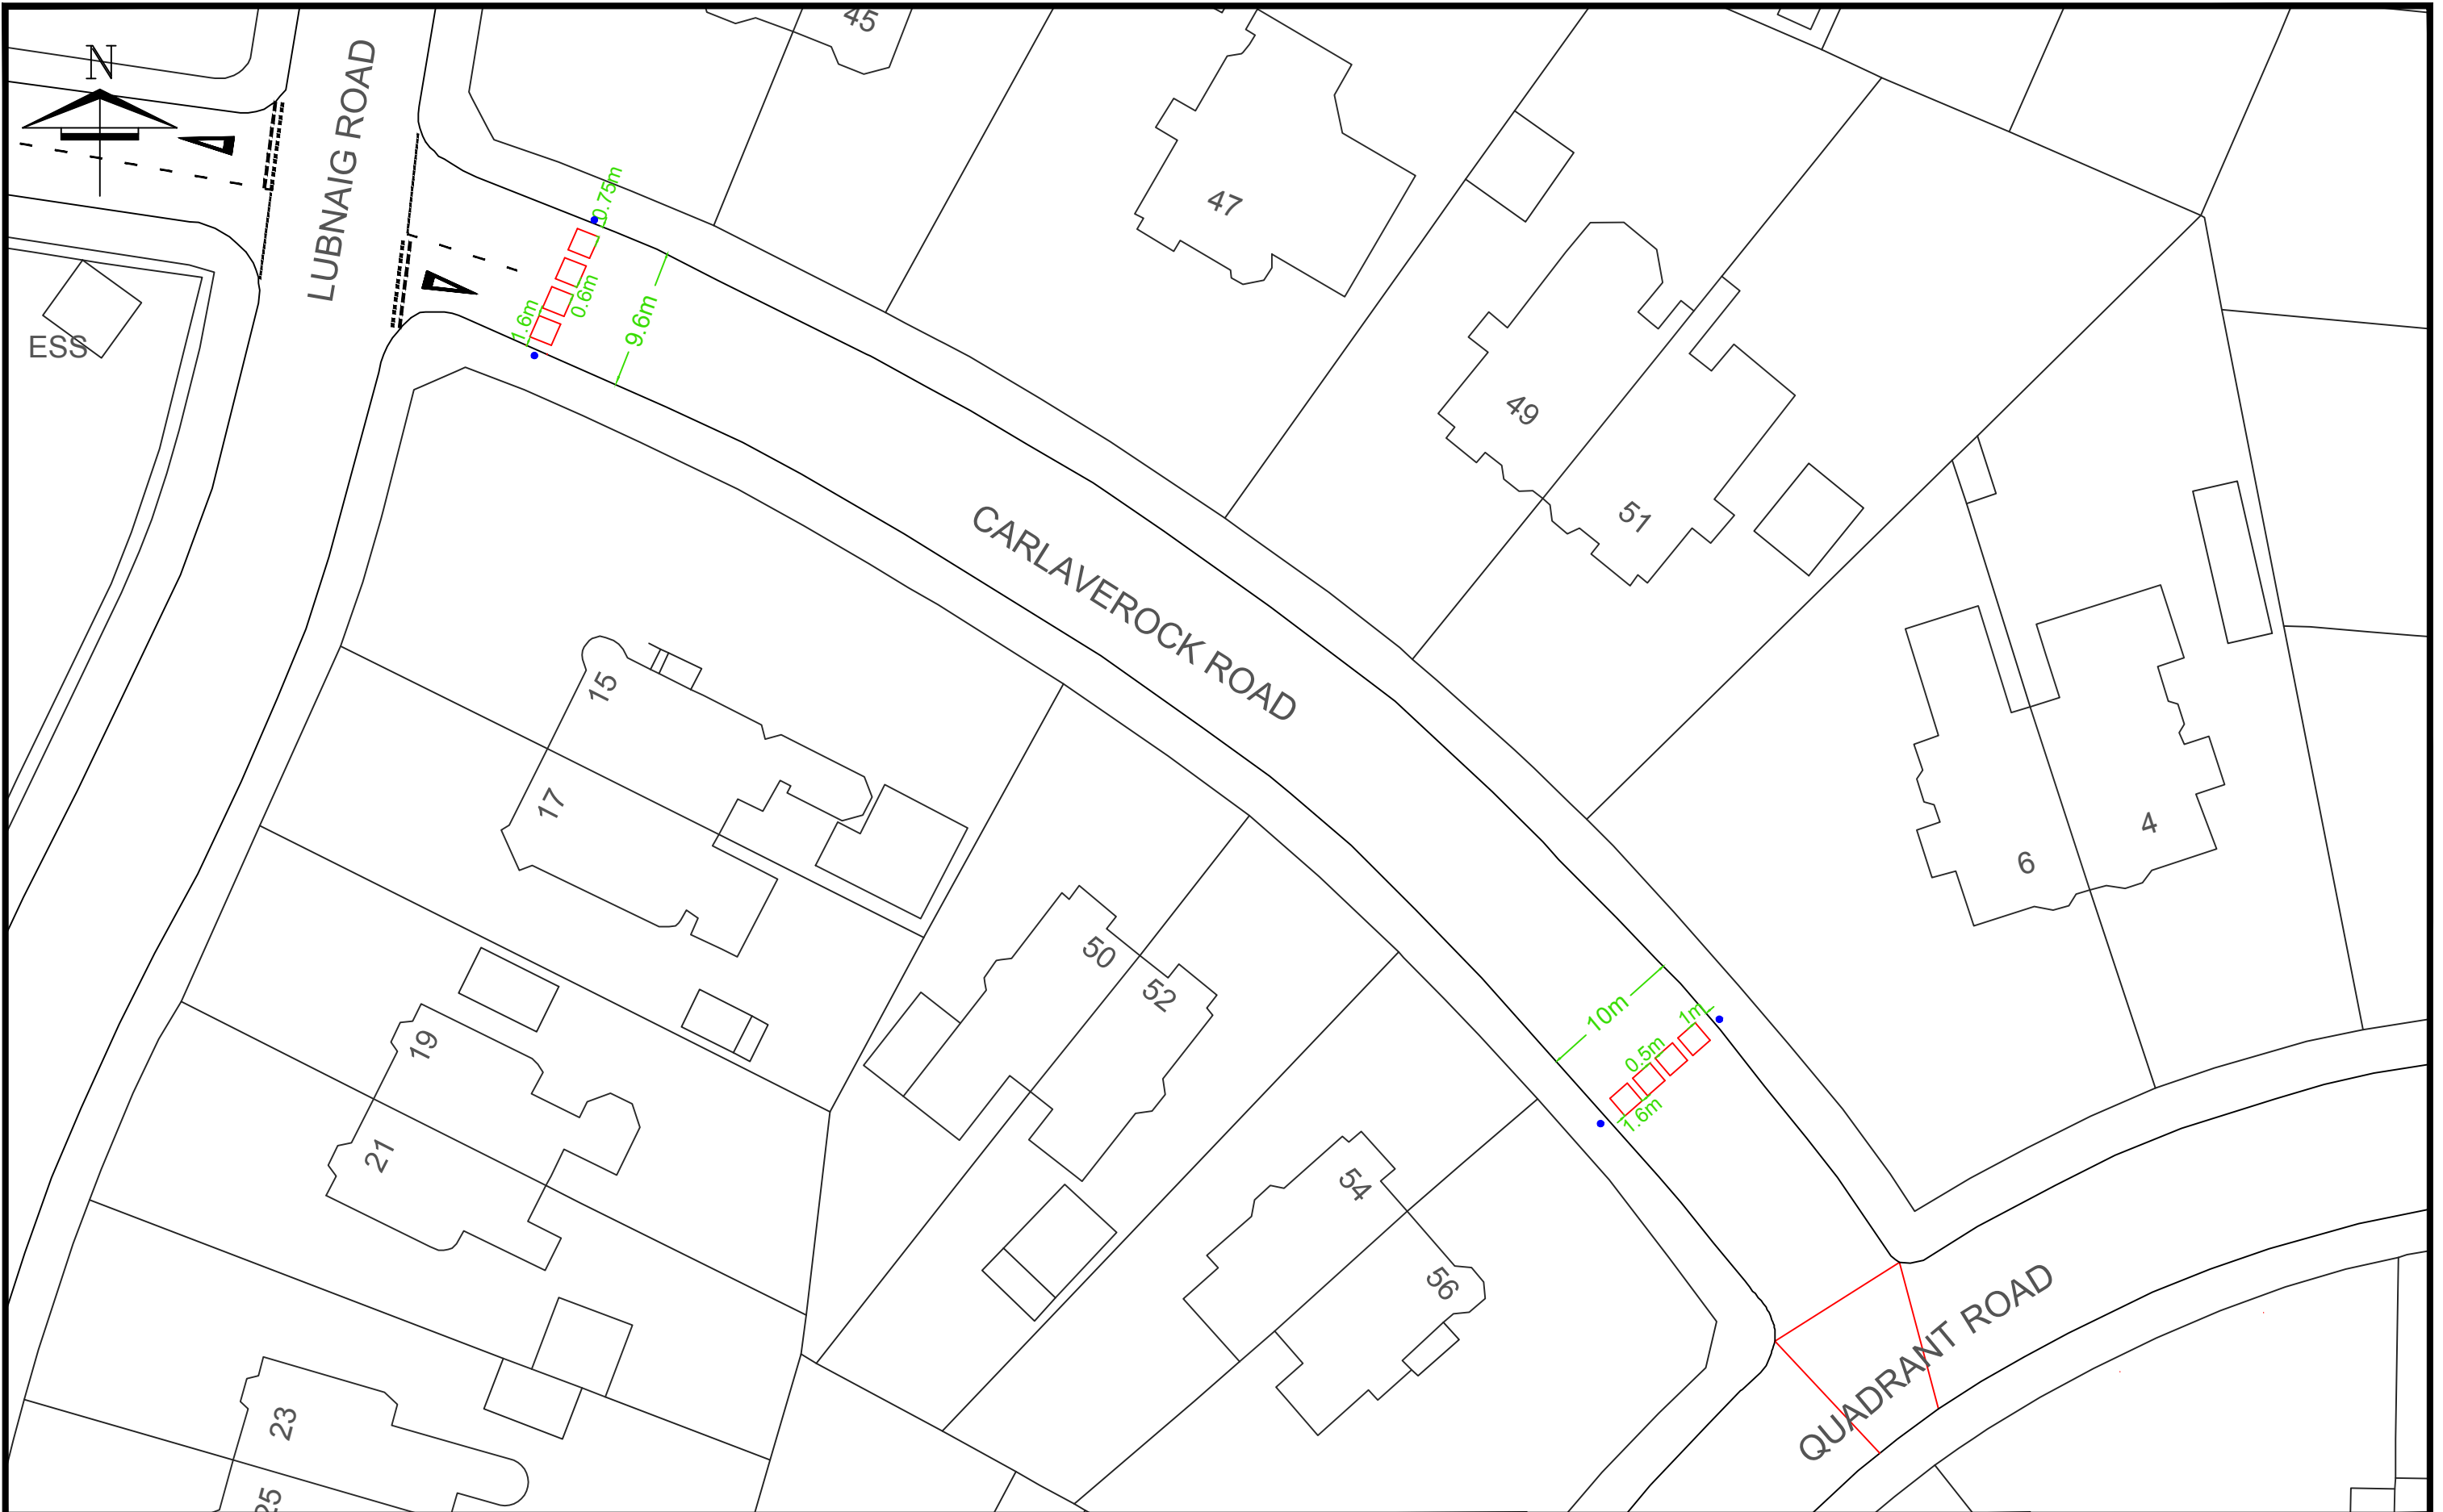 45
N
LUBNAIG ROAD
0.75m
47
0.6m
1.6m
9.6m
ESS
49
51
CARLAVEROCK ROAD
15
17
4
6
50
52
10m
1m
0.5m
1.6m
19
21
54
56
QUADRANT ROAD
23
25